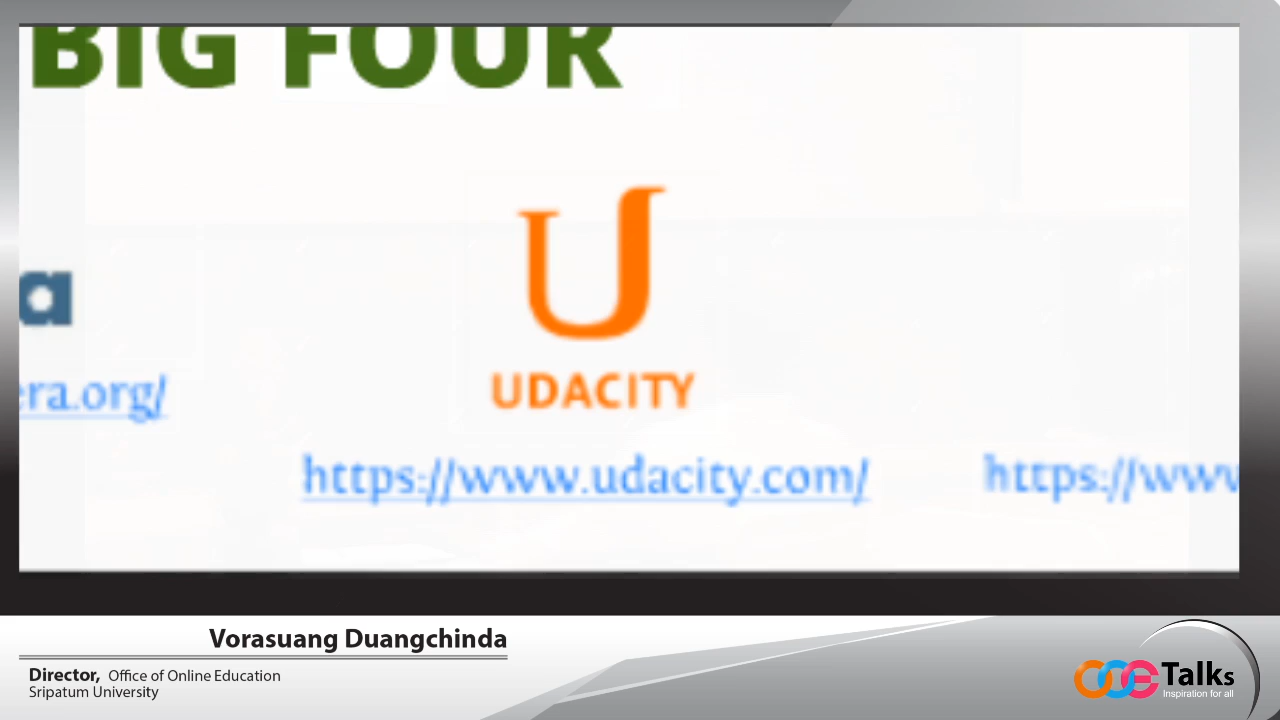 BIG FOUR
a
era.org/
UDACITY
https://www.udacity.com/
https://www
Vorasuang Duangchinda
Director, Office of Online Education
Sripatum University
OOE Talks
Inspiration for all